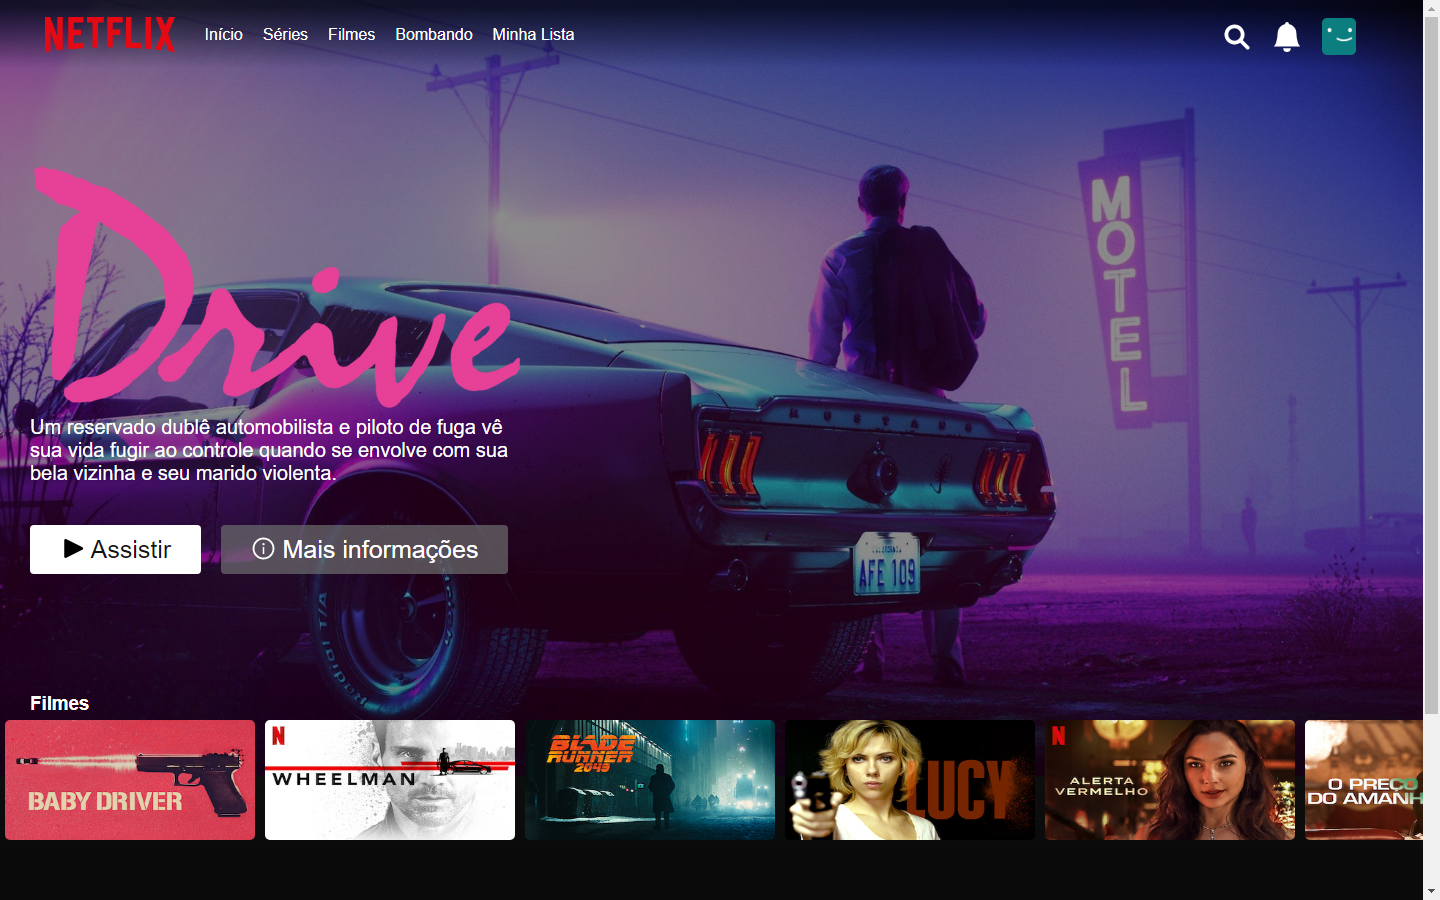 NETFLIX Início Séries Filmes Bombando Minha Lista
MOTEL
Drive
MUSTANG
Um reservado dublê automobilista e piloto de fuga vê
sua vida fugir ao controle quando se envolve com sua
bela vizinha e seu marido violenta.
Assistir
Mais informações
CALIFORNIA
AFE 109
Filmes
BABY DRIVER
N
WHEELMAN
BLADE
RUNNER
2049
LUCY
N
ALERTA
VERMELHO
O PREÇO
DO AMANH